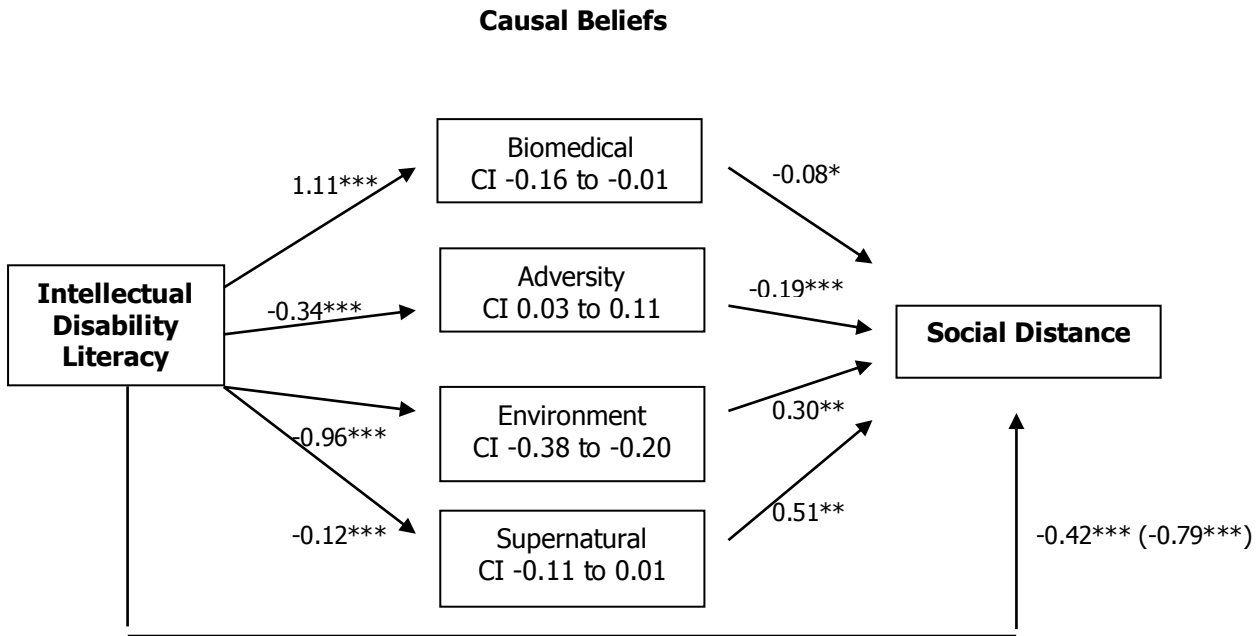 Causal Beliefs
Biomedical
CI -0.16 to -0.01
1.11***
-0.08*
Adversity
CI 0.03 to 0.11
-0.34***
-0.19***
Intellectual
Disability
Literacy
Social Distance
Environment
CI -0.38 to -0.20
-0.96***
0.30**
Supernatural
CI -0.11 to 0.01
-0.12***
0.51**
-0.42*** (-0.79***)